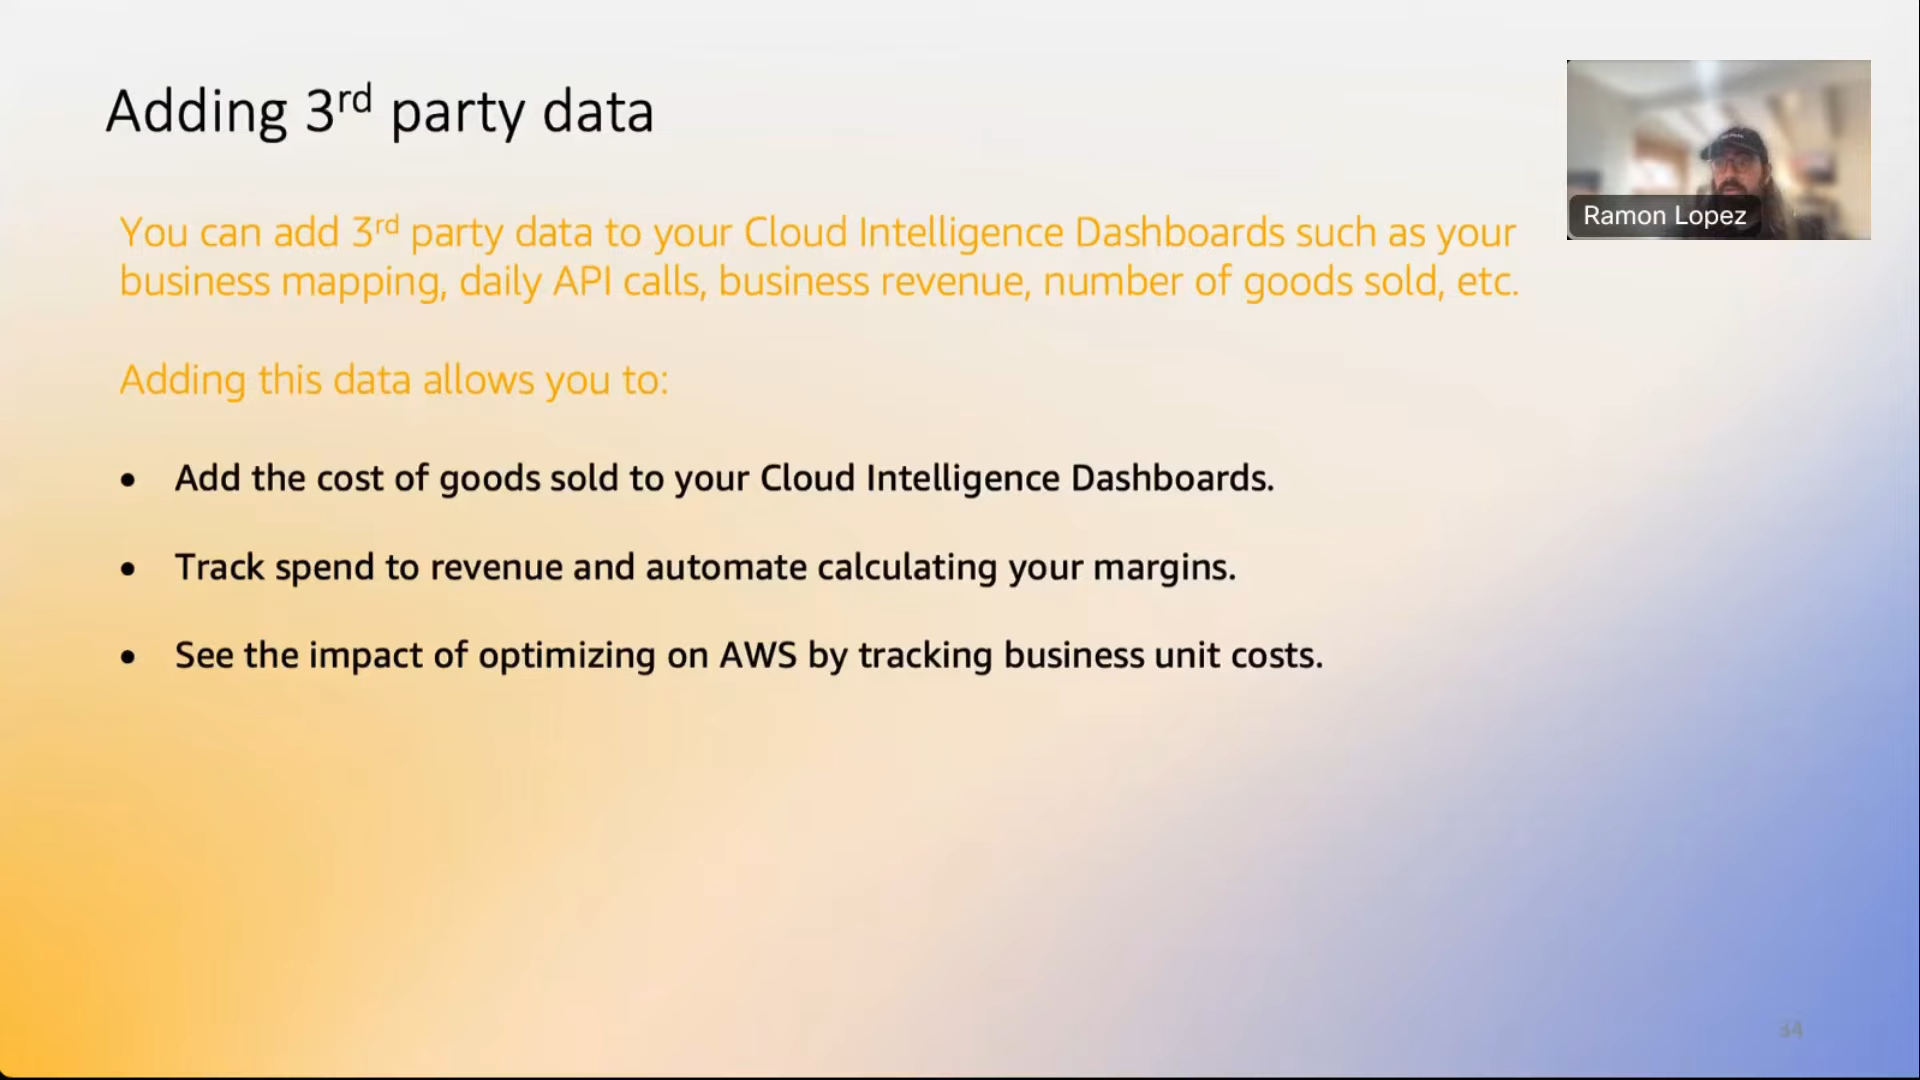 Adding 3rd party data
Ramon Lopez
You can add 3rd party data to your Cloud Intelligence Dashboards such as your
business mapping, daily API calls, business revenue, number of goods sold, etc.
Adding this data allows you to:
• Add the cost of goods sold to your Cloud Intelligence Dashboards.
• Track spend to revenue and automate calculating your margins.
• See the impact of optimizing on AWS by tracking business unit costs.
34